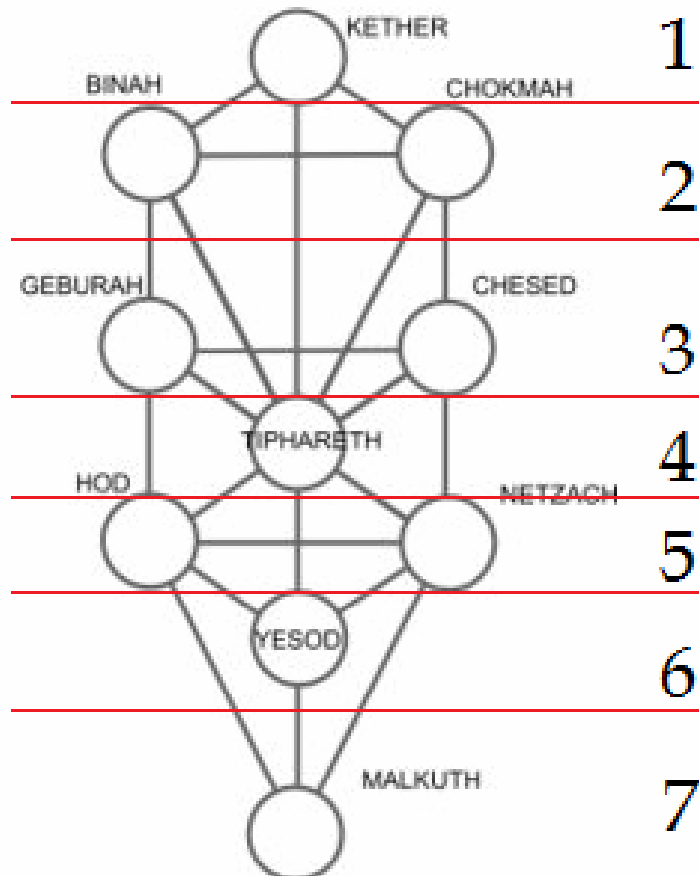 KETHER
1
BINAH
CHOKMAH
2
GEBURAH
CHESED
3
TIPHARETH
4
HOD
NETZACH
5
YESOD
6
MALKUTH
7